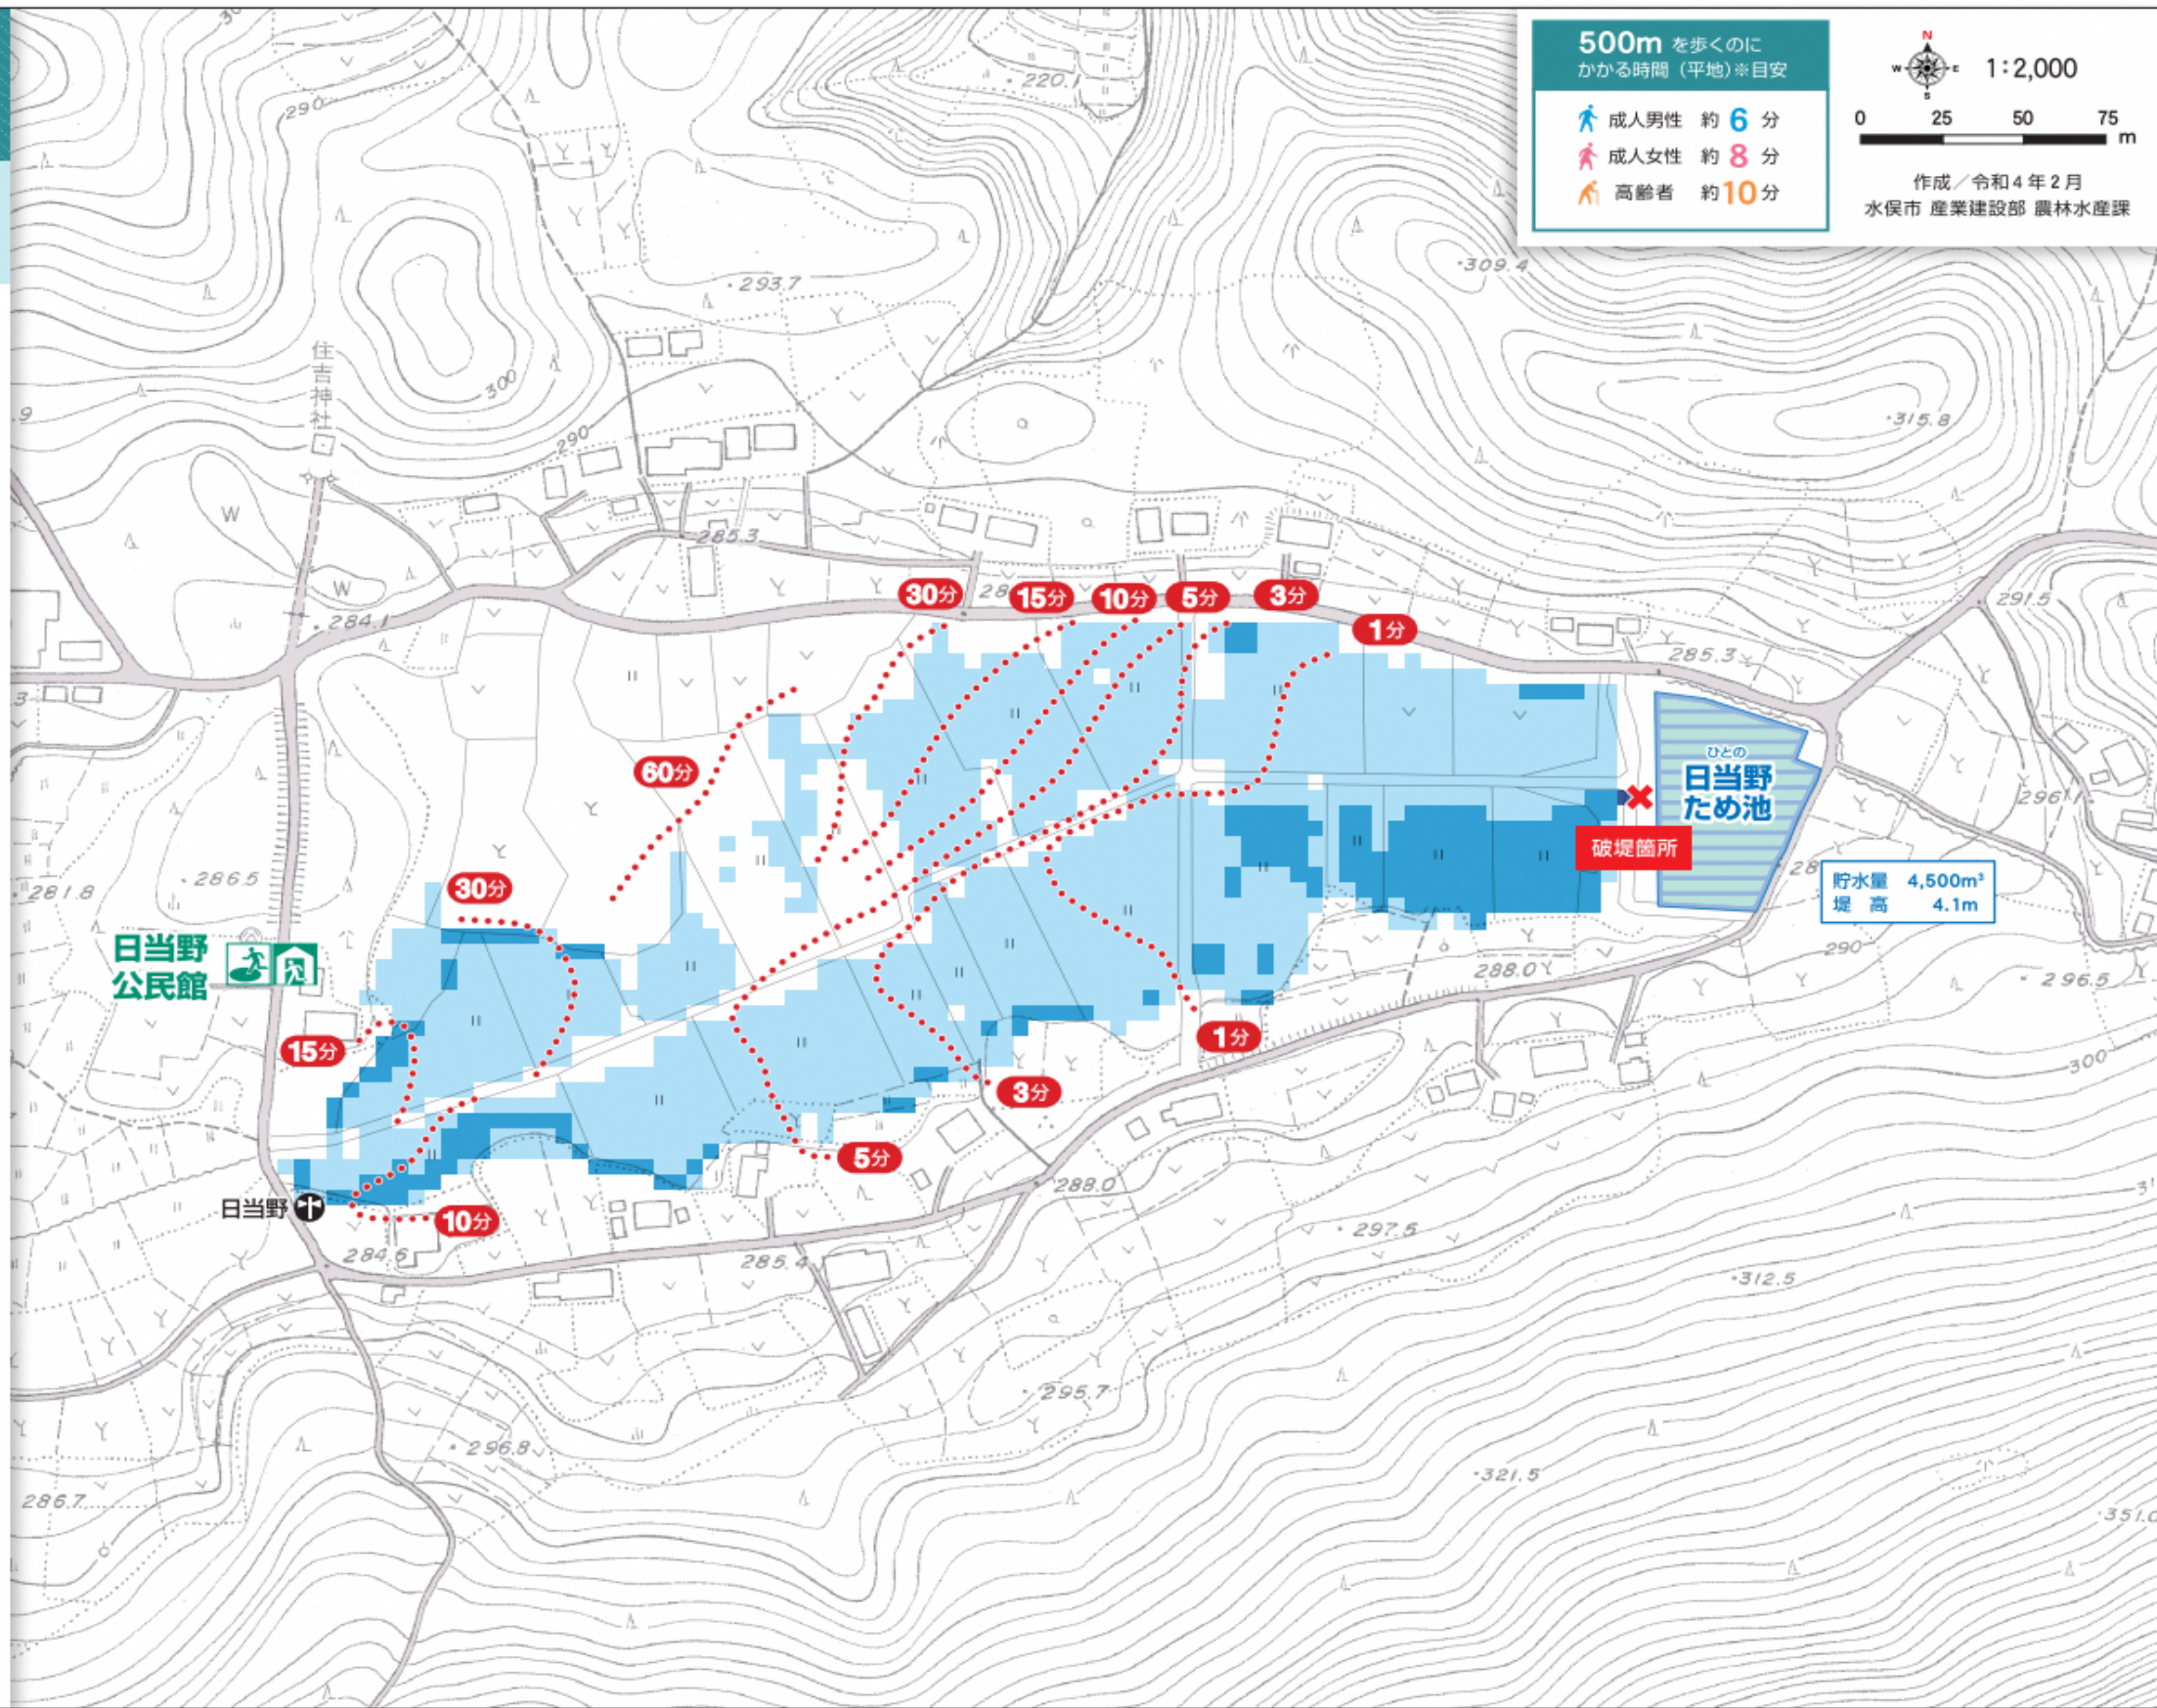 500m を歩くのに
かかる時間（平地）※目安
成人男性 約 6 分
成人女性 約 8 分
高齢者 約 10 分
N
W E
S
1：2,000
0 25 50 75
m
作成／令和4年2月
水俣市 産業建設部 農林水産課
220.1
290
293.7
309.4
315.8
300
290
住吉神社
W
W
285.3
284.1
291.5
285.3
30分
15分
10分
5分
3分
1分
60分
30分
15分
10分
5分
3分
1分
ひとの
日当野
ため池
破堤箇所
貯水量 4,500m³
堤 高 4.1m
296.1
290
296.5
288.0
300
281.8
286.5
日当野
公民館
日当野
284.6
285.4
288.0
297.5
312.5
295.7
296.8
286.7
321.5
351.0